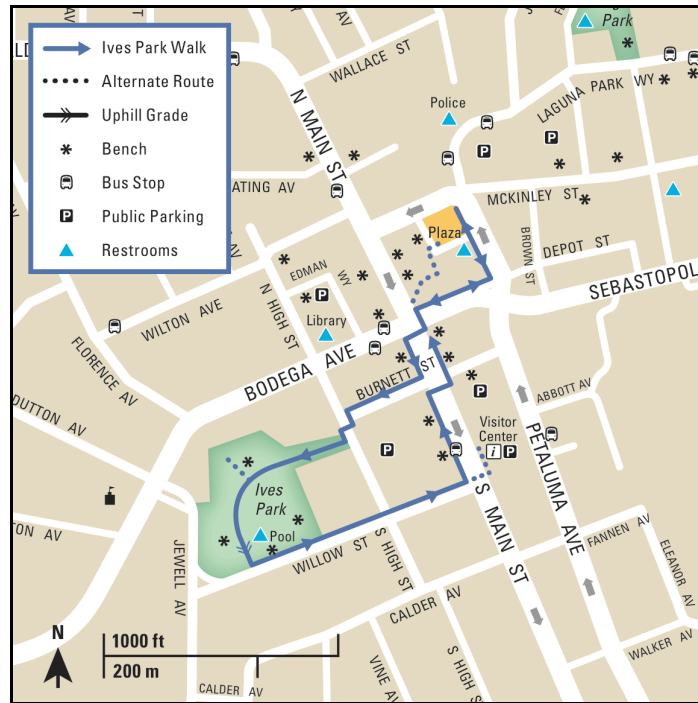 Ives Park Walk
Alternate Route
Uphill Grade
Bench
Bus Stop
P
Public Parking
Restrooms
Park
WALLACE ST
N MAIN ST
Police
LAGUNA PARK WY
P
P
ATING AV
MCKINLEY ST
Plaza
BROWN ST
DEPOT ST
SEBASTOPOL
EDMAN WY
P
N HIGH ST
Library
WILTON AVE
FLORENCE AV
BODEGA AVE
BURNETT ST
DUTTON AV
P
ABBOTT AV
Visitor Center
i P
P
PETALUMA AVE
Ives Park
Pool
S MAIN ST
WILLOW ST
JEWELL AV
S HIGH ST
FANNEN AV
ELEANOR AV
TON AV
CALDER AV
N
1000 ft
200 m
WALKER AV
VINE AV
S HIGH ST
CALDER AV